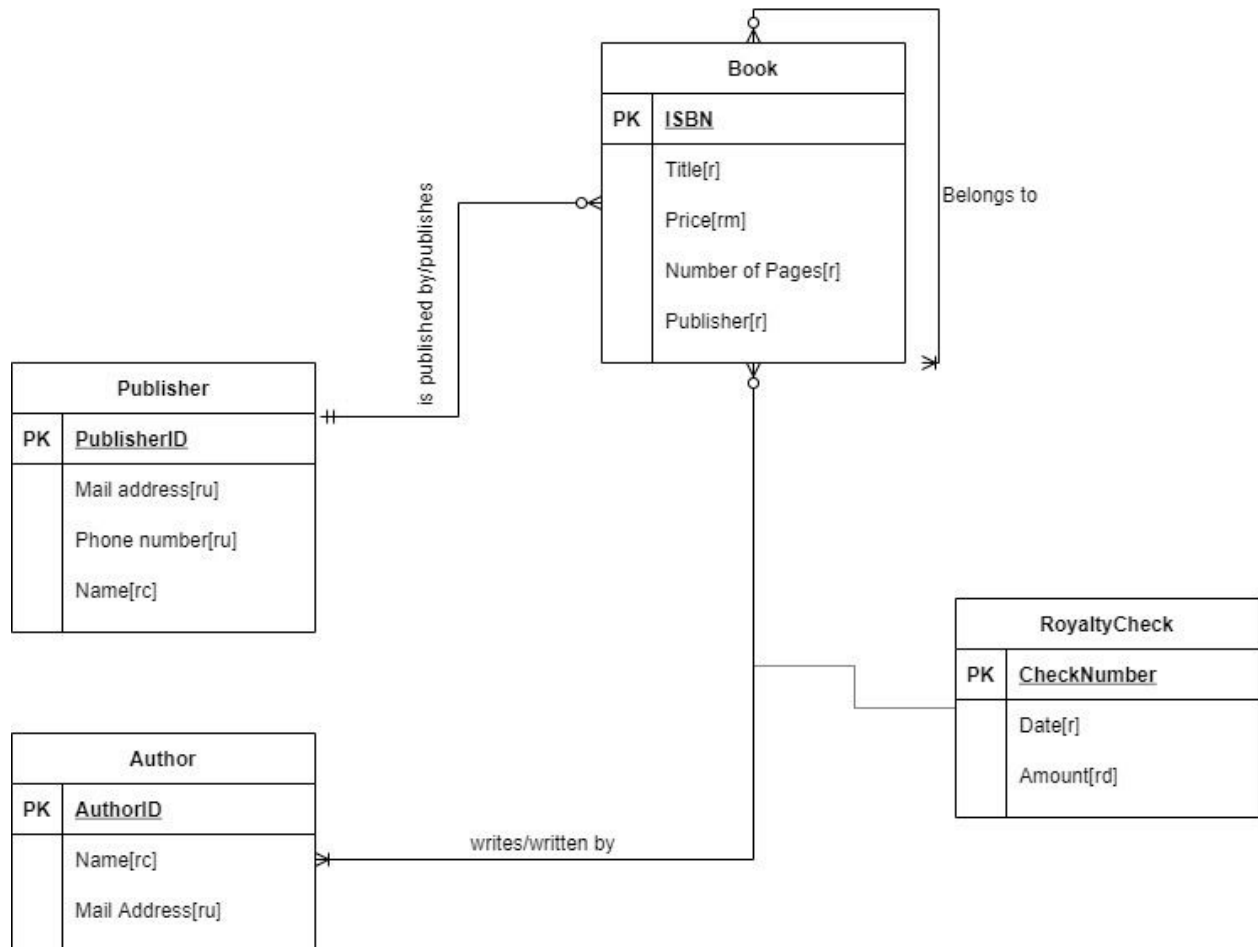 Book
PK ISBN
Title[r]
Price[rm]
Number of Pages[r]
Publisher[r]
Belongs to
is published by/publishes
Publisher
PK PublisherID
Mail address[ru]
Phone number[ru]
Name[rc]
RoyaltyCheck
PK CheckNumber
Date[r]
Amount[rd]
Author
PK AuthorID
Name[rc]
Mail Address[ru]
writes/written by